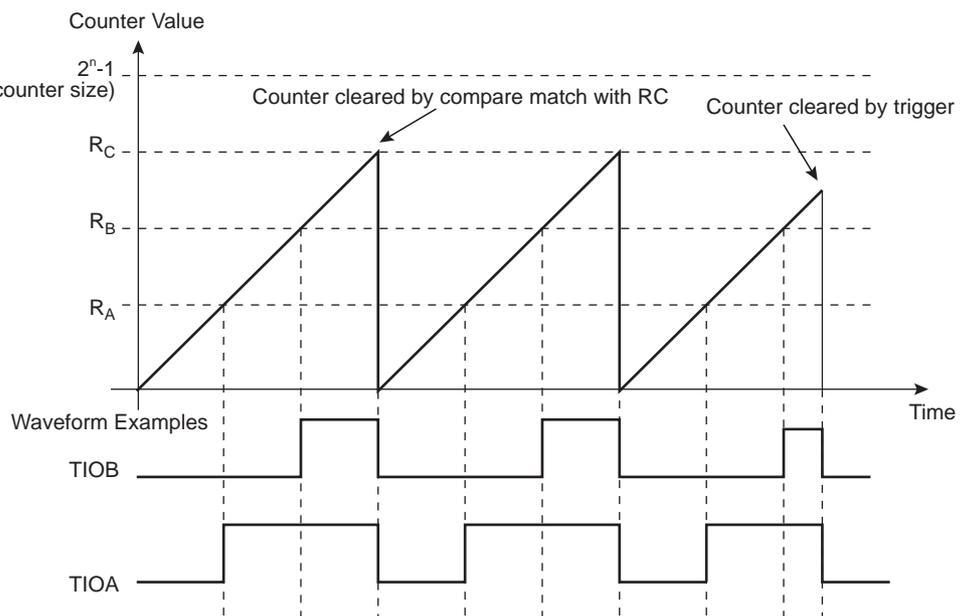 Counter Value
2ⁿ-1
counter size)
Counter cleared by compare match with RC
Counter cleared by trigger
R_C
R_B
R_A
Time
Waveform Examples
TIOB
TIOA